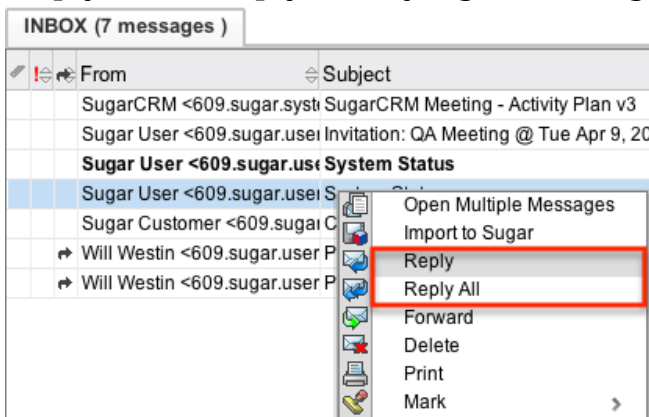 INBOX (7 messages )
From Subject
SugarCRM <609.sugar.syst SugarCRM Meeting - Activity Plan v3
Sugar User <609.sugar.use Invitation: QA Meeting @ Tue Apr 9, 20
Sugar User <609.sugar.use System Status
Sugar User <609.sugar.use
Open Multiple Messages
Sugar Customer <609.sugar C
Import to Sugar
Will Westin <609.sugar.user P
Reply
Will Westin <609.sugar.user P
Reply All
Forward
Delete
Print
Mark >